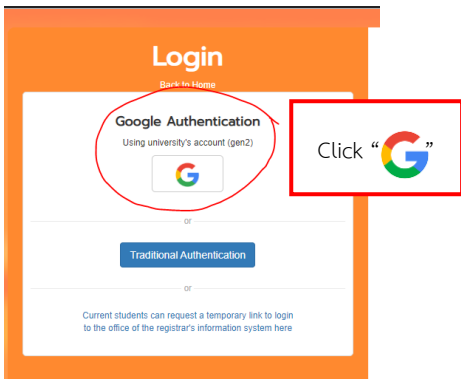 Login
Back to Home
Google Authentication
Using university's account (gen2)
or
Traditional Authentication
or
Current students can request a temporary link to login
to the office of the registrar's information system here
Click “G”